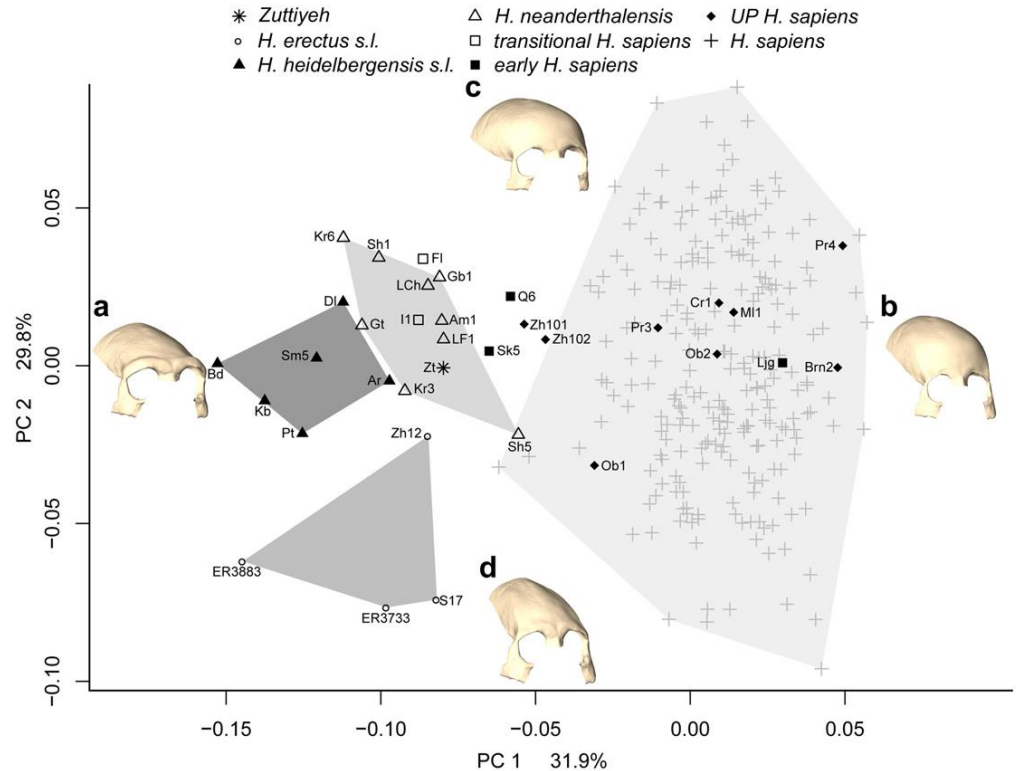 Zuttiyeh
H. erectus s.l.
H. heidelbergensis s.l.
H. neanderthalensis
transitional H. sapiens
early H. sapiens
UP H. sapiens
H. sapiens
c
a
b
d
Kr6
Sh1
Fl
Gb1
LCh
Dl
Gt
I1
Am1
LF1
Zt
Sm5
Bd
Ar
Kr3
Kb
Pt
Zh12
Q6
Zh101
Zh102
Sk5
Sh5
Ob1
ER3883
ER3733
S17
Pr4
Cr1
Ml1
Pr3
Ob2
Ljg
Brn2
0.05
0.00
−0.05
−0.10
PC 2 29.8%
−0.15
−0.10
−0.05
0.00
0.05
PC 1 31.9%